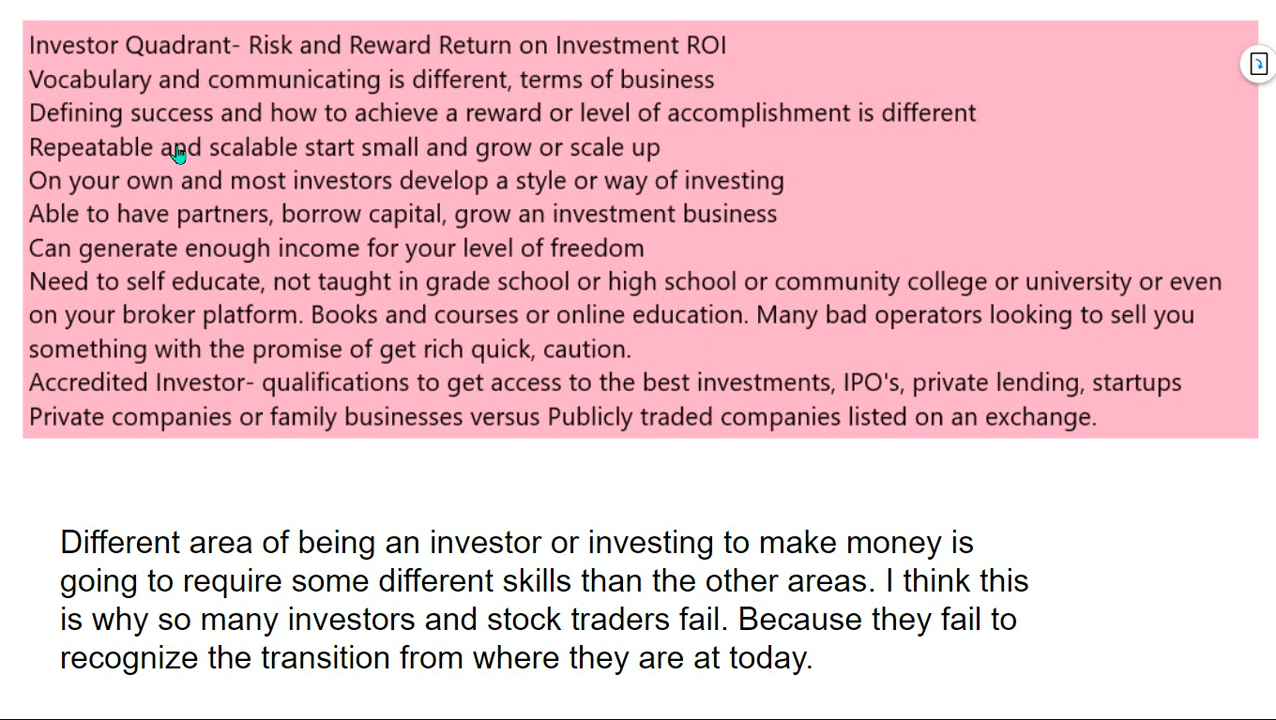 Investor Quadrant- Risk and Reward Return on Investment ROI
Vocabulary and communicating is different, terms of business
Defining success and how to achieve a reward or level of accomplishment is different
Repeatable and scalable start small and grow or scale up
On your own and most investors develop a style or way of investing
Able to have partners, borrow capital, grow an investment business
Can generate enough income for your level of freedom
Need to self educate, not taught in grade school or high school or community college or university or even
on your broker platform. Books and courses or online education. Many bad operators looking to sell you
something with the promise of get rich quick, caution.
Accredited Investor- qualifications to get access to the best investments, IPO's, private lending, startups
Private companies or family businesses versus Publicly traded companies listed on an exchange.
Different area of being an investor or investing to make money is
going to require some different skills than the other areas. I think this
is why so many investors and stock traders fail. Because they fail to
recognize the transition from where they are at today.